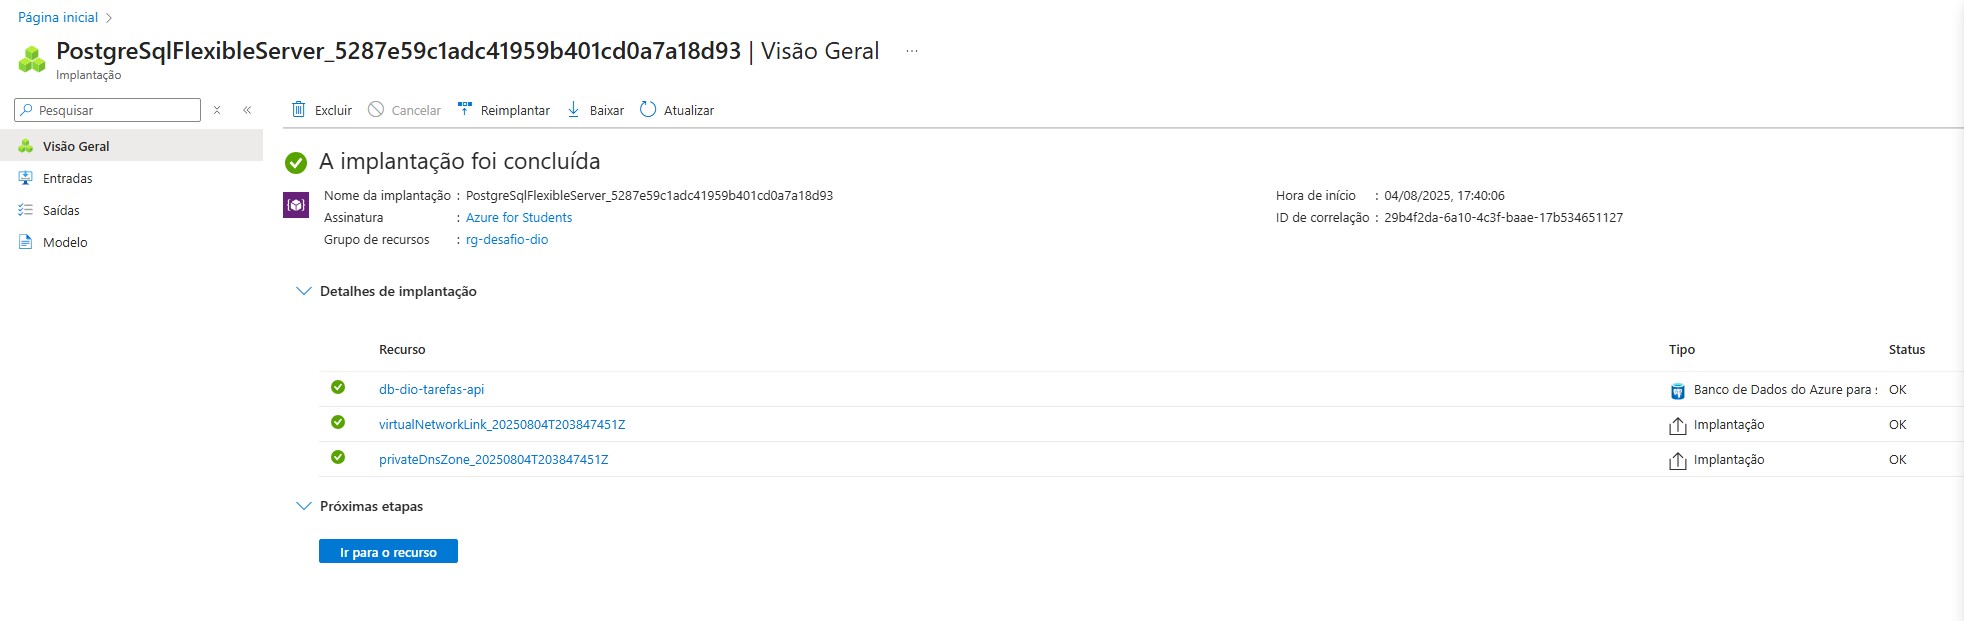 Página inicial
PostgreSqlFlexibleServer_5287e59c1adc41959b401cd0a7a18d93 | Visão Geral ...
Implantação
Pesquisar
Excluir Cancelar Reimplantar Baixar Atualizar
Visão Geral
Entradas
Saídas
Modelo
A implantação foi concluída
Nome da implantação : PostgreSqlFlexibleServer_5287e59c1adc41959b401cd0a7a18d93
Assinatura : Azure for Students
Grupo de recursos : rg-desafio-dio
Hora de início : 04/08/2025, 17:40:06
ID de correlação : 29b4f2da-6a10-4c3f-baae-17b534651127
Detalhes de implantação
Recurso Tipo Status
db-dio-tarefas-api Banco de Dados do Azure para OK
virtualNetworkLink_20250804T203847451Z Implantação OK
privateDnsZone_20250804T203847451Z Implantação OK
Próximas etapas
Ir para o recurso